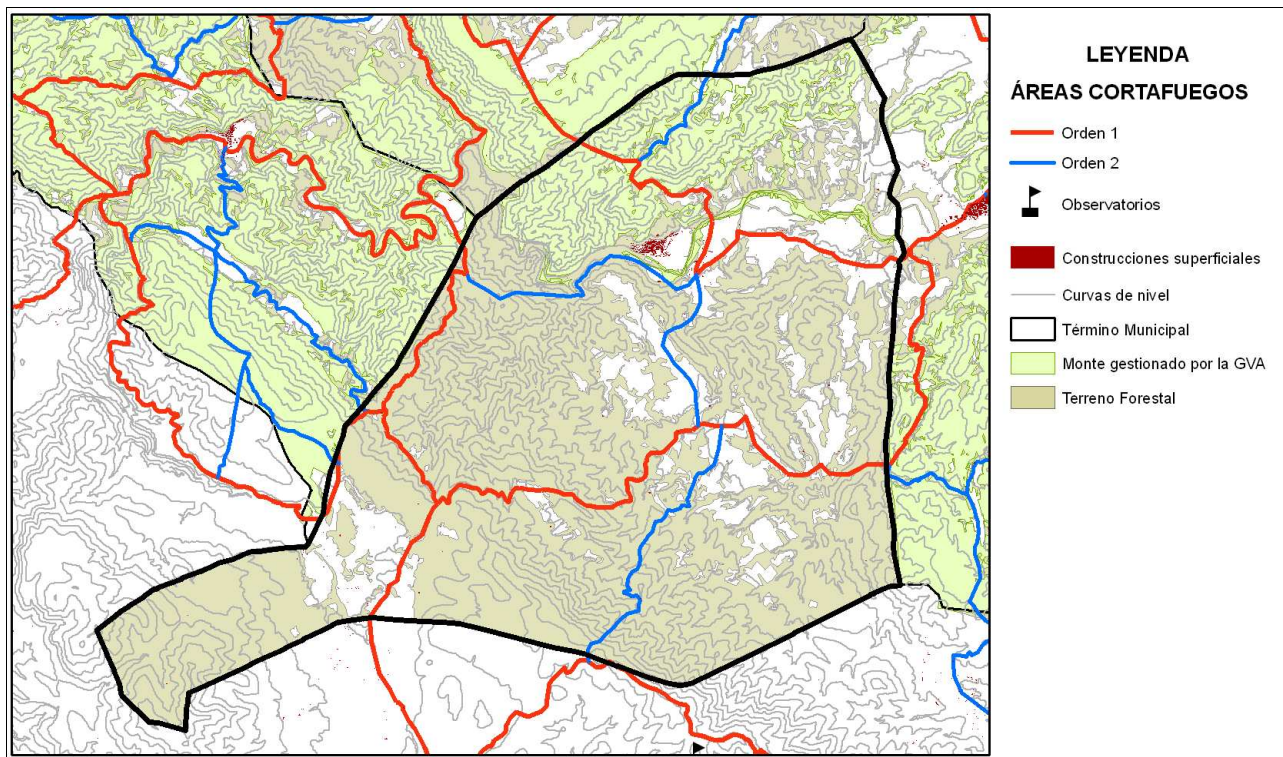 LEYENDA
ÁREAS CORTAFUEGOS
Orden 1
Orden 2
Observatorios
Construcciones superficiales
Curvas de nivel
Término Municipal
Monte gestionado por la GVA
Terreno Forestal